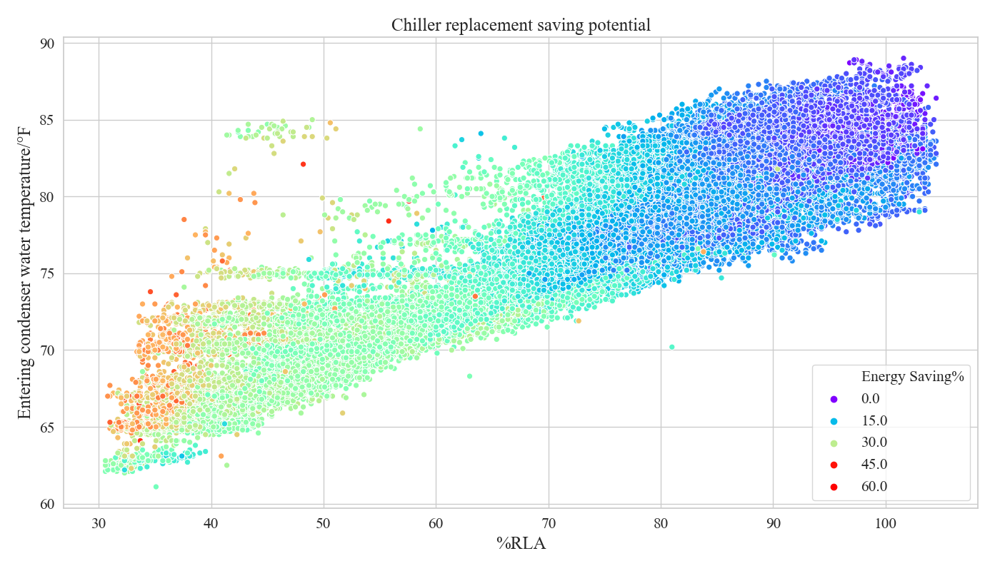 Chiller replacement saving potential
Entering condenser water temperature/°F
90
85
80
75
70
65
60
30 40 50 60 70 80 90 100
%RLA
Energy Saving%
0.0
15.0
30.0
45.0
60.0